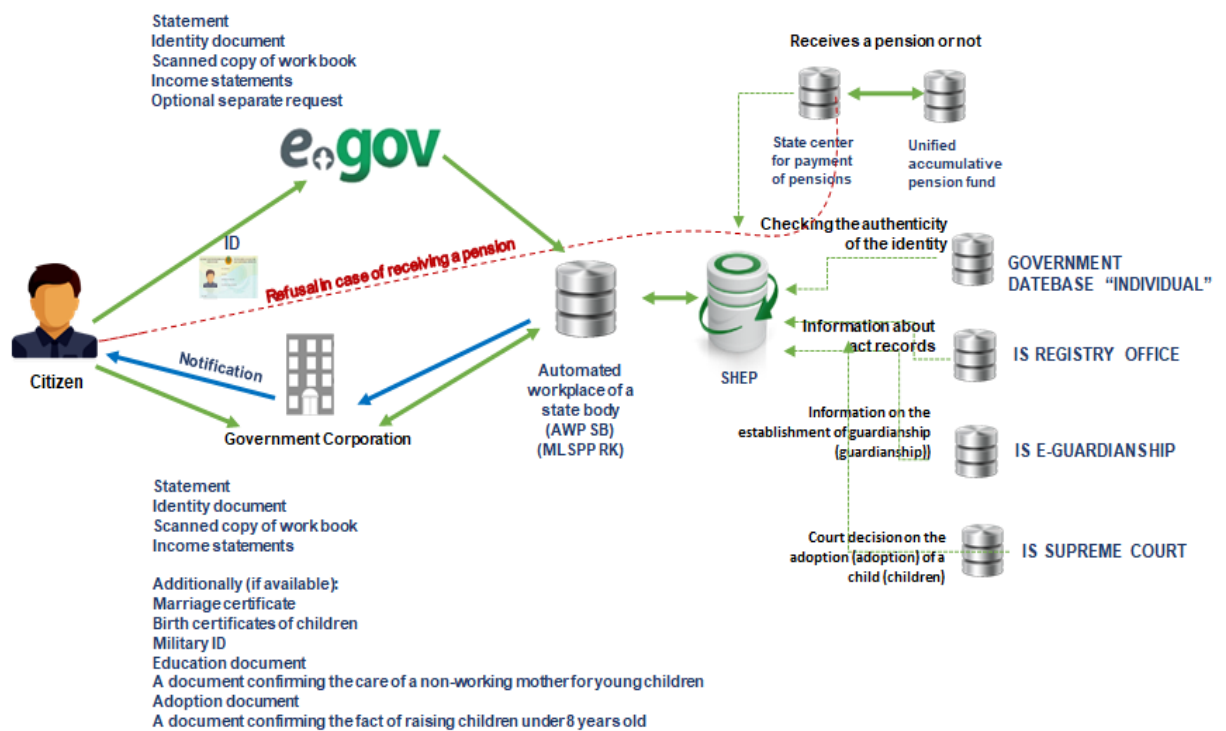 Statement
Identity document
Scanned copy of work book
Income statements
Optional separate request
e.gov
ID
Citizen
Refusal in case of receiving a pension
Notification
Government Corporation
Automated
workplace of a
state body
(AWP SB)
(MLSPP RK)
SHEP
Receives a pension or not
State center
for payment
of pensions
Unified
accumulative
pension fund
Checking the authenticity
of the identity
GOVERNMENT
DATEBASE “INDIVIDUAL”
Information about
act records
IS REGISTRY OFFICE
Information on the
establishment of guardianship
(guardianship))
IS E-GUARDIANSHIP
Court decision on the
adoption (adoption) of a
child (children)
IS SUPREME COURT
Statement
Identity document
Scanned copy of work book
Income statements
Additionally (if available):
Marriage certificate
Birth certificates of children
Military ID
Education document
A document confirming the care of a non-working mother for young children
Adoption document
A document confirming the fact of raising children under 8 years old